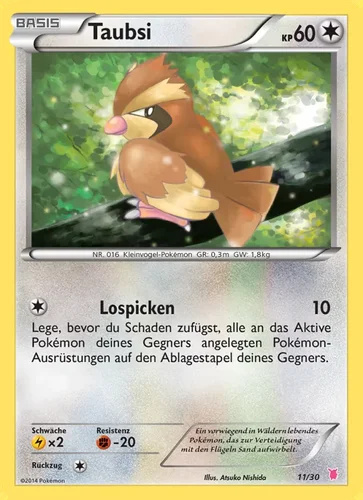 BASIS
Taubsi
KP 60
NR. 016 Kleinvogel-Pokémon GR: 0,3m GW: 1,8kg
Lospicken 10
Lege, bevor du Schaden zufügst, alle an das Aktive
Pokémon deines Gegners angelegten Pokémon-
Ausrüstungen auf den Ablagestapel deines Gegners.
Schwäche
×2
Resistenz
-20
Rückzug
Ein vorwiegend in Wäldern lebendes
Pokémon, das zur Verteidigung
mit den Flügeln Sand aufwirbelt.
©2014 Pokémon
Illus. Atsuko Nishida
11/30